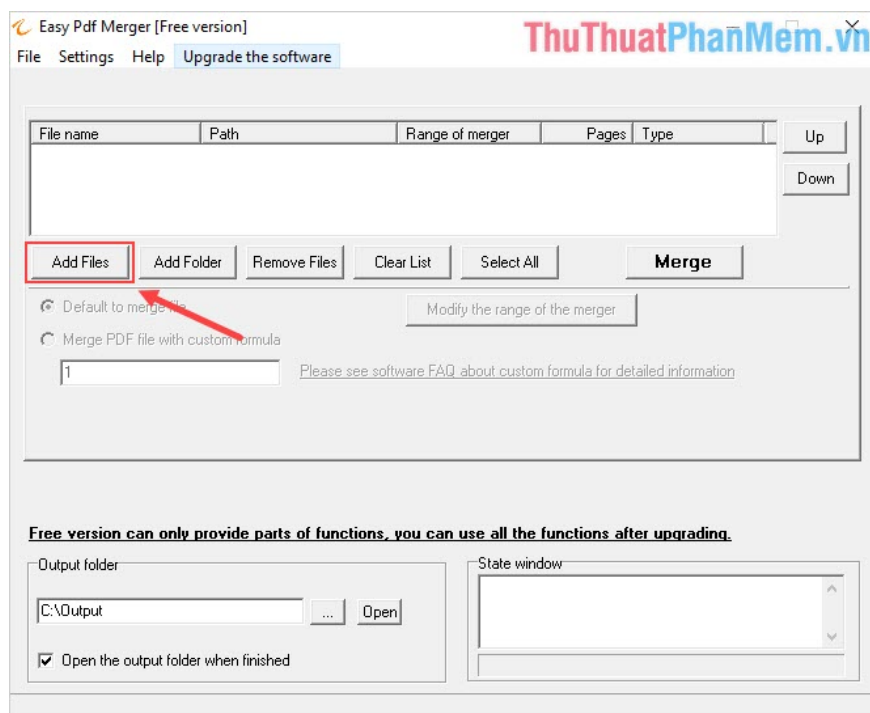 Easy Pdf Merger [Free version]
ThuThuatPhanMem.vn
File Settings Help Upgrade the software
File name Path Range of merger Pages Type
Up
Down
Add Files Add Folder Remove Files Clear List Select All Merge
Default to merge file
Modify the range of the merger
Merge PDF file with custom formula
1
Please see software FAQ about custom formula for detailed information
Free version can only provide parts of functions, you can use all the functions after upgrading.
Output folder
State window
C:\Output ... Open
Open the output folder when finished